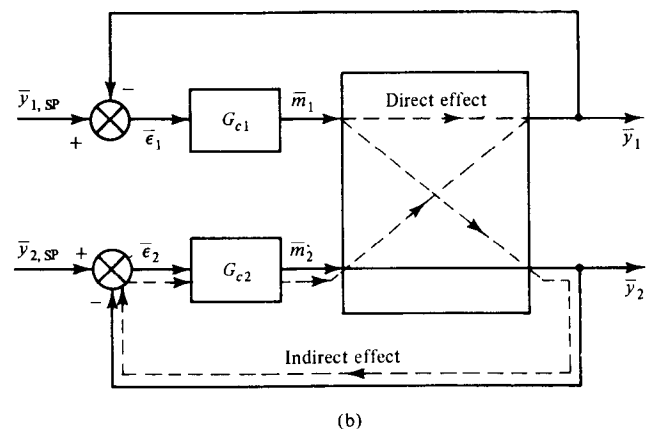 −
ȳ1, SP
+
ε̄1
Gc1
m̄1
Direct effect
ȳ1
ȳ2, SP
+
ε̄2
Gc2
m̄2
−
ȳ2
Indirect effect
(b)